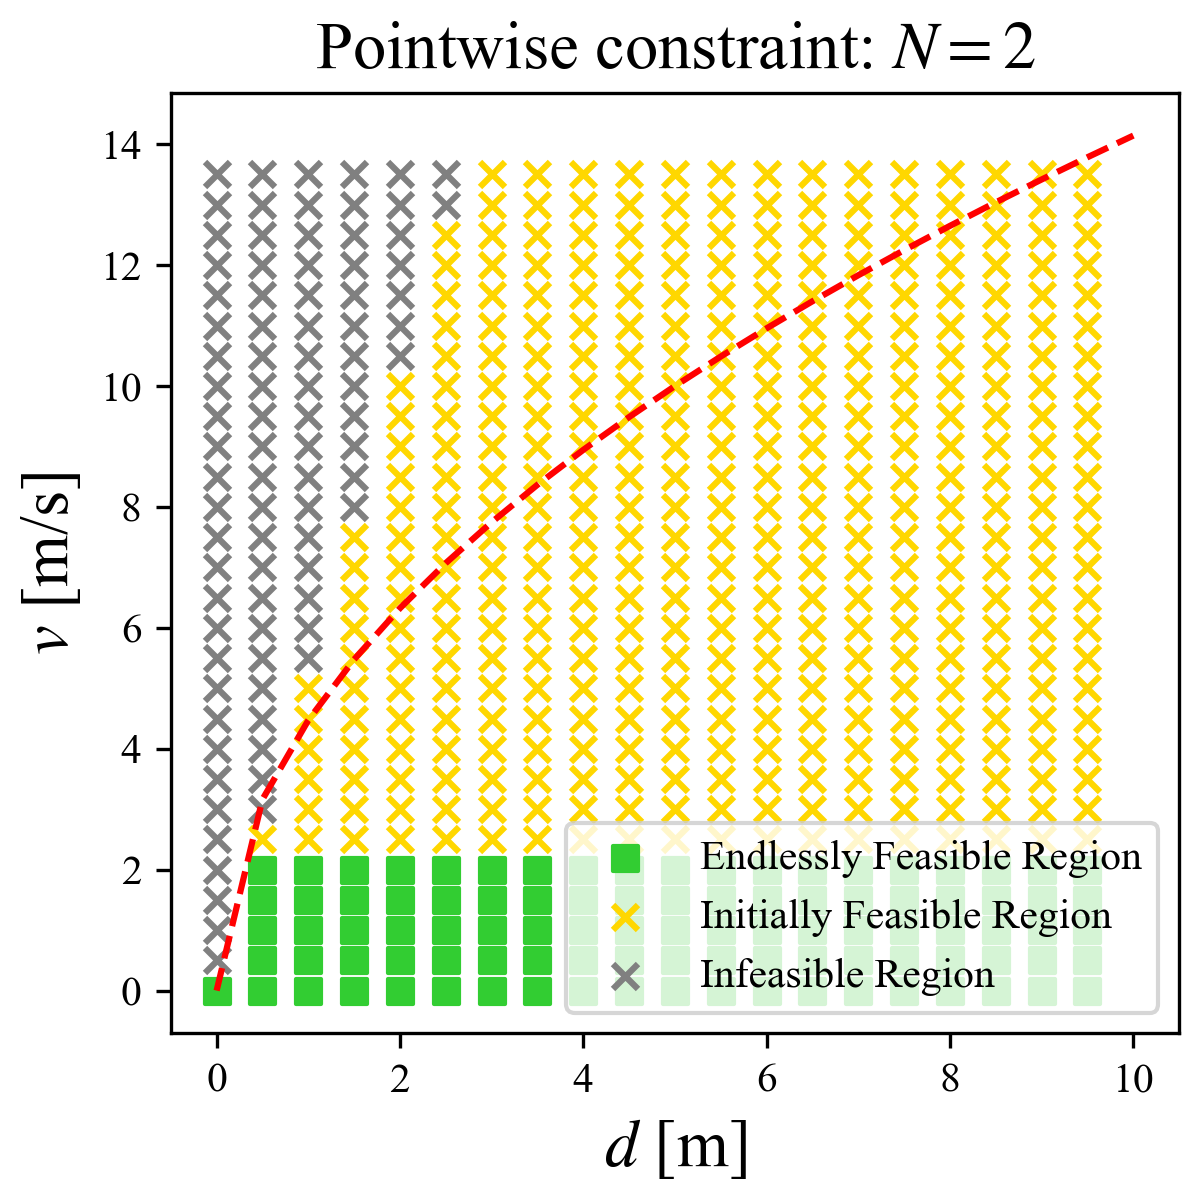 Pointwise constraint: N = 2
14
12
10
8
6
4
2
0
v [m/s]
Endlessly Feasible Region
Initially Feasible Region
Infeasible Region
0 2 4 6 8 10
d [m]